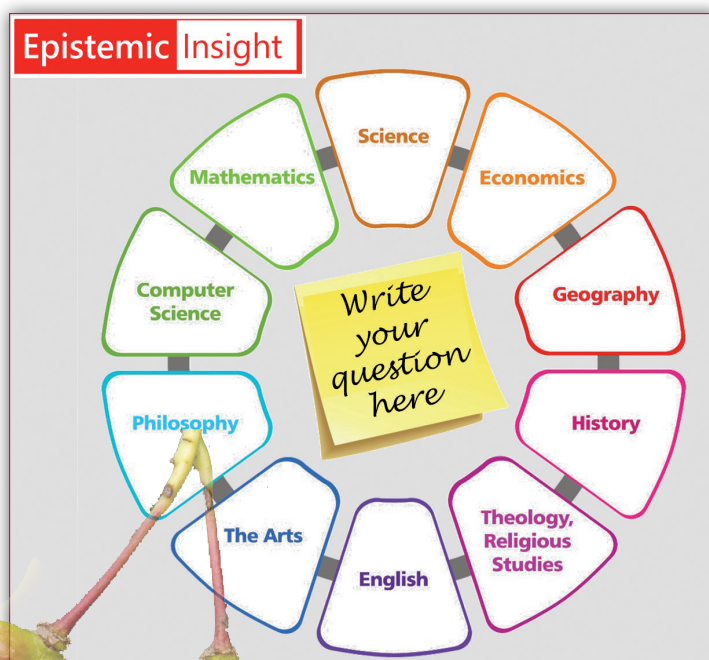 Epistemic Insight
Science
Mathematics
Economics
Computer
Science
Geography
Write
your
question
here
Philosophy
History
The Arts
Theology,
Religious
Studies
English